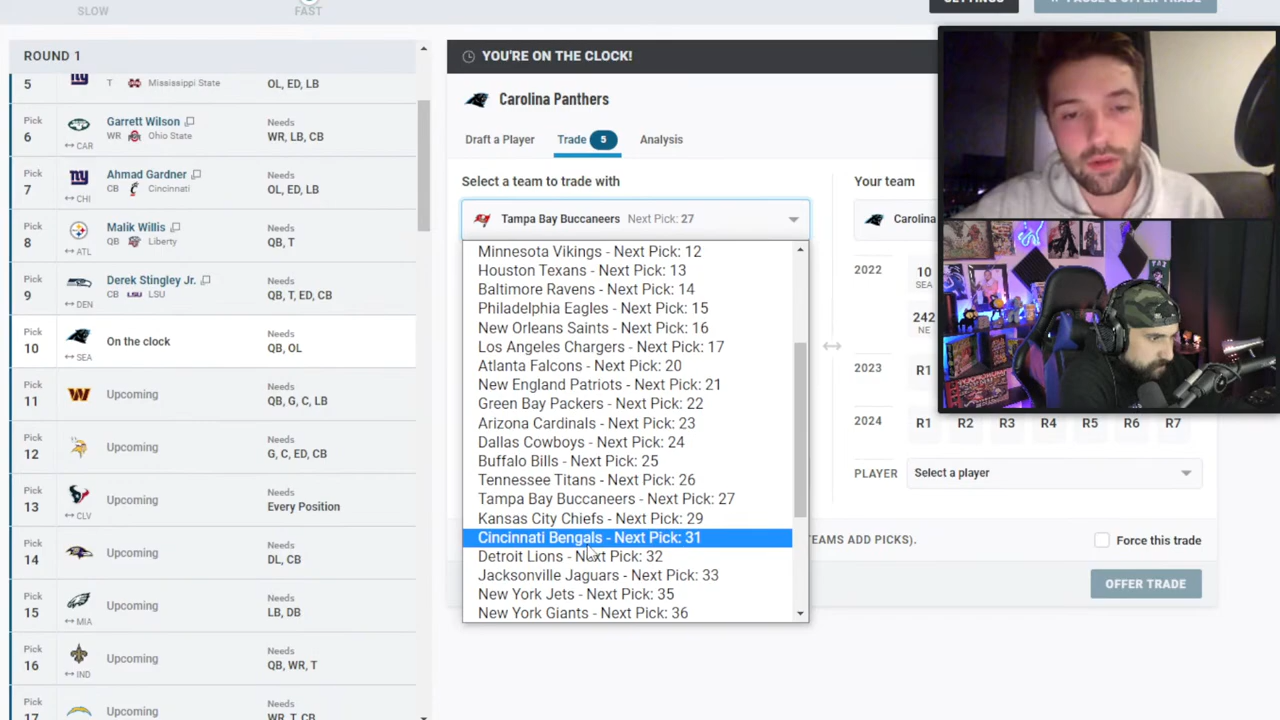 SLOW
FAST
ROUND 1
5
T Mississippi State
OL, ED, LB
Pick
6
CAR
Garrett Wilson
WR Ohio State
Needs
WR, LB, CB
Pick
7
CHI
Ahmad Gardner
CB Cincinnati
Needs
OL, ED, LB
Pick
8
ATL
Malik Willis
QB Liberty
Needs
QB, T
Pick
9
DEN
Derek Stingley Jr.
CB LSU LSU
Needs
QB, T, ED, CB
Pick
10
SEA
On the clock
Needs
QB, OL
Pick
11
Upcoming
Needs
QB, G, C, LB
Pick
12
Upcoming
Needs
G, C, ED, CB
Pick
13
CLV
Upcoming
Needs
Every Position
Pick
14
Upcoming
Needs
DL, CB
Pick
15
MIA
Upcoming
Needs
LB, DB
Pick
16
IND
Upcoming
Needs
QB, WR, T
Pick
17
Upcoming
Needs
WR, T, CB
SETTINGS
PAUSE & OFFER TRADE
YOU'RE ON THE CLOCK!
Carolina Panthers
Draft a Player
Trade 5
Analysis
Select a team to trade with
Tampa Bay Buccaneers Next Pick: 27
Minnesota Vikings - Next Pick: 12
Houston Texans - Next Pick: 13
Baltimore Ravens - Next Pick: 14
Philadelphia Eagles - Next Pick: 15
New Orleans Saints - Next Pick: 16
Los Angeles Chargers - Next Pick: 17
Atlanta Falcons - Next Pick: 20
New England Patriots - Next Pick: 21
Green Bay Packers - Next Pick: 22
Arizona Cardinals - Next Pick: 23
Dallas Cowboys - Next Pick: 24
Buffalo Bills - Next Pick: 25
Tennessee Titans - Next Pick: 26
Tampa Bay Buccaneers - Next Pick: 27
Kansas City Chiefs - Next Pick: 29
Cincinnati Bengals - Next Pick: 31
Detroit Lions - Next Pick: 32
Jacksonville Jaguars - Next Pick: 33
New York Jets - Next Pick: 35
New York Giants - Next Pick: 36
Your team
Carolina
2022
10
SEA
242
NE
2023
R1
2024
R1 R2 R3 R4 R5 R6 R7
PLAYER
Select a player
TEAMS ADD PICKS).
Force this trade
OFFER TRADE